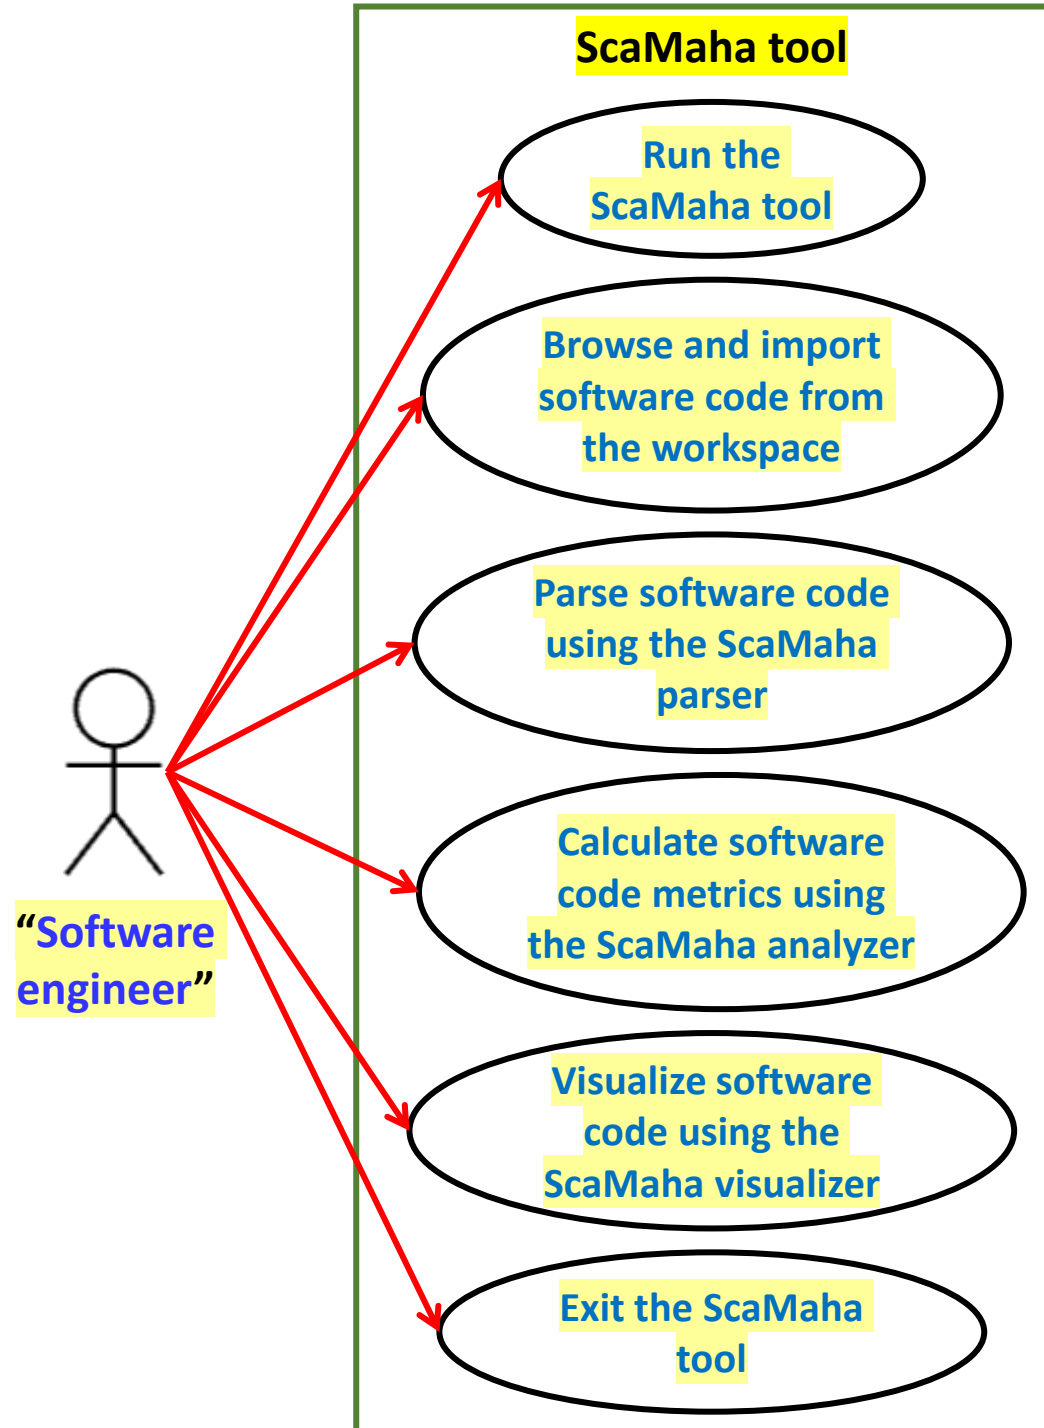 ScaMaha tool
Run the
ScaMaha tool
Browse and import
software code from
the workspace
Parse software code
using the ScaMaha
parser
Calculate software
code metrics using
the ScaMaha analyzer
“Software
engineer”
Visualize software
code using the
ScaMaha visualizer
Exit the ScaMaha
tool